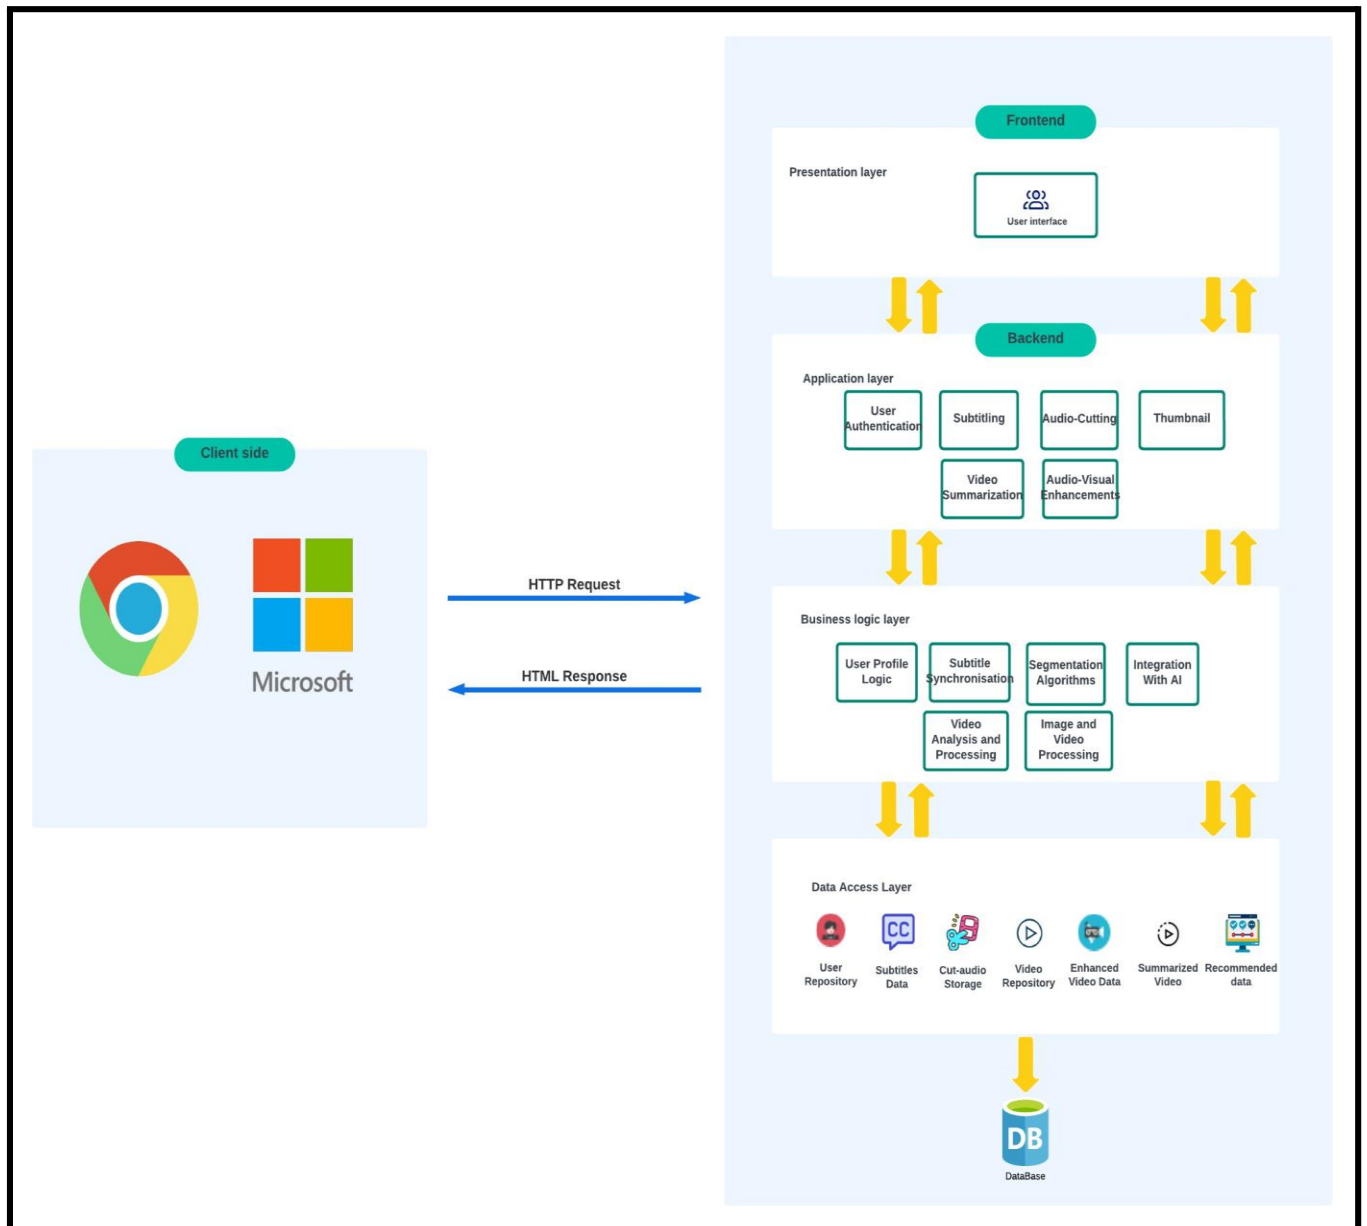 Frontend
Presentation layer
User interface
Backend
Application layer
User
Authentication
Subtitling
Audio-Cutting
Thumbnail
Video
Summarization
Audio-Visual
Enhancements
Client side
Microsoft
HTTP Request
HTML Response
Business logic layer
User Profile
Logic
Subtitle
Synchronisation
Segmentation
Algorithms
Integration
With AI
Video
Analysis and
Processing
Image and
Video
Processing
Data Access Layer
CC
User
Repository
Subtitles
Data
Cut-audio
Storage
Video
Repository
Enhanced
Video Data
Summarized
Video
Recommended
data
DB
DataBase